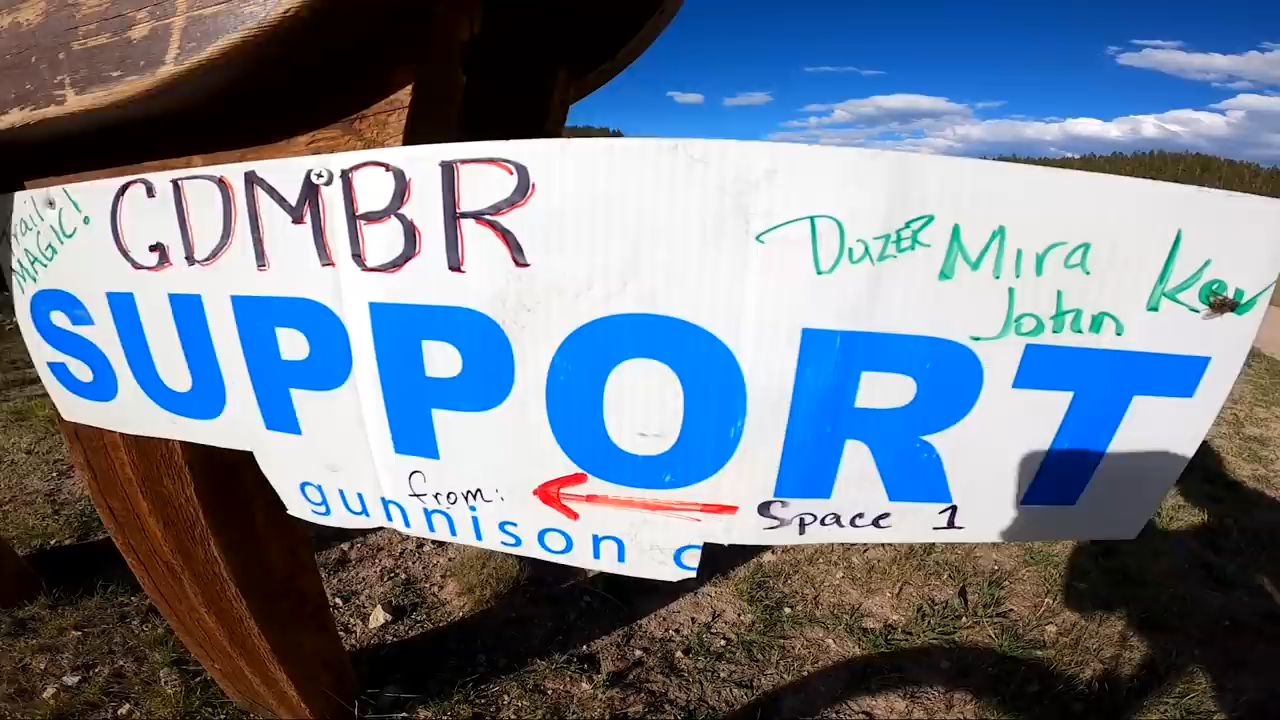 Trail MAGIC!
GDMBR
Duzer Mira Kev
John
SUPPORT
from:
Space 1
gunnison c